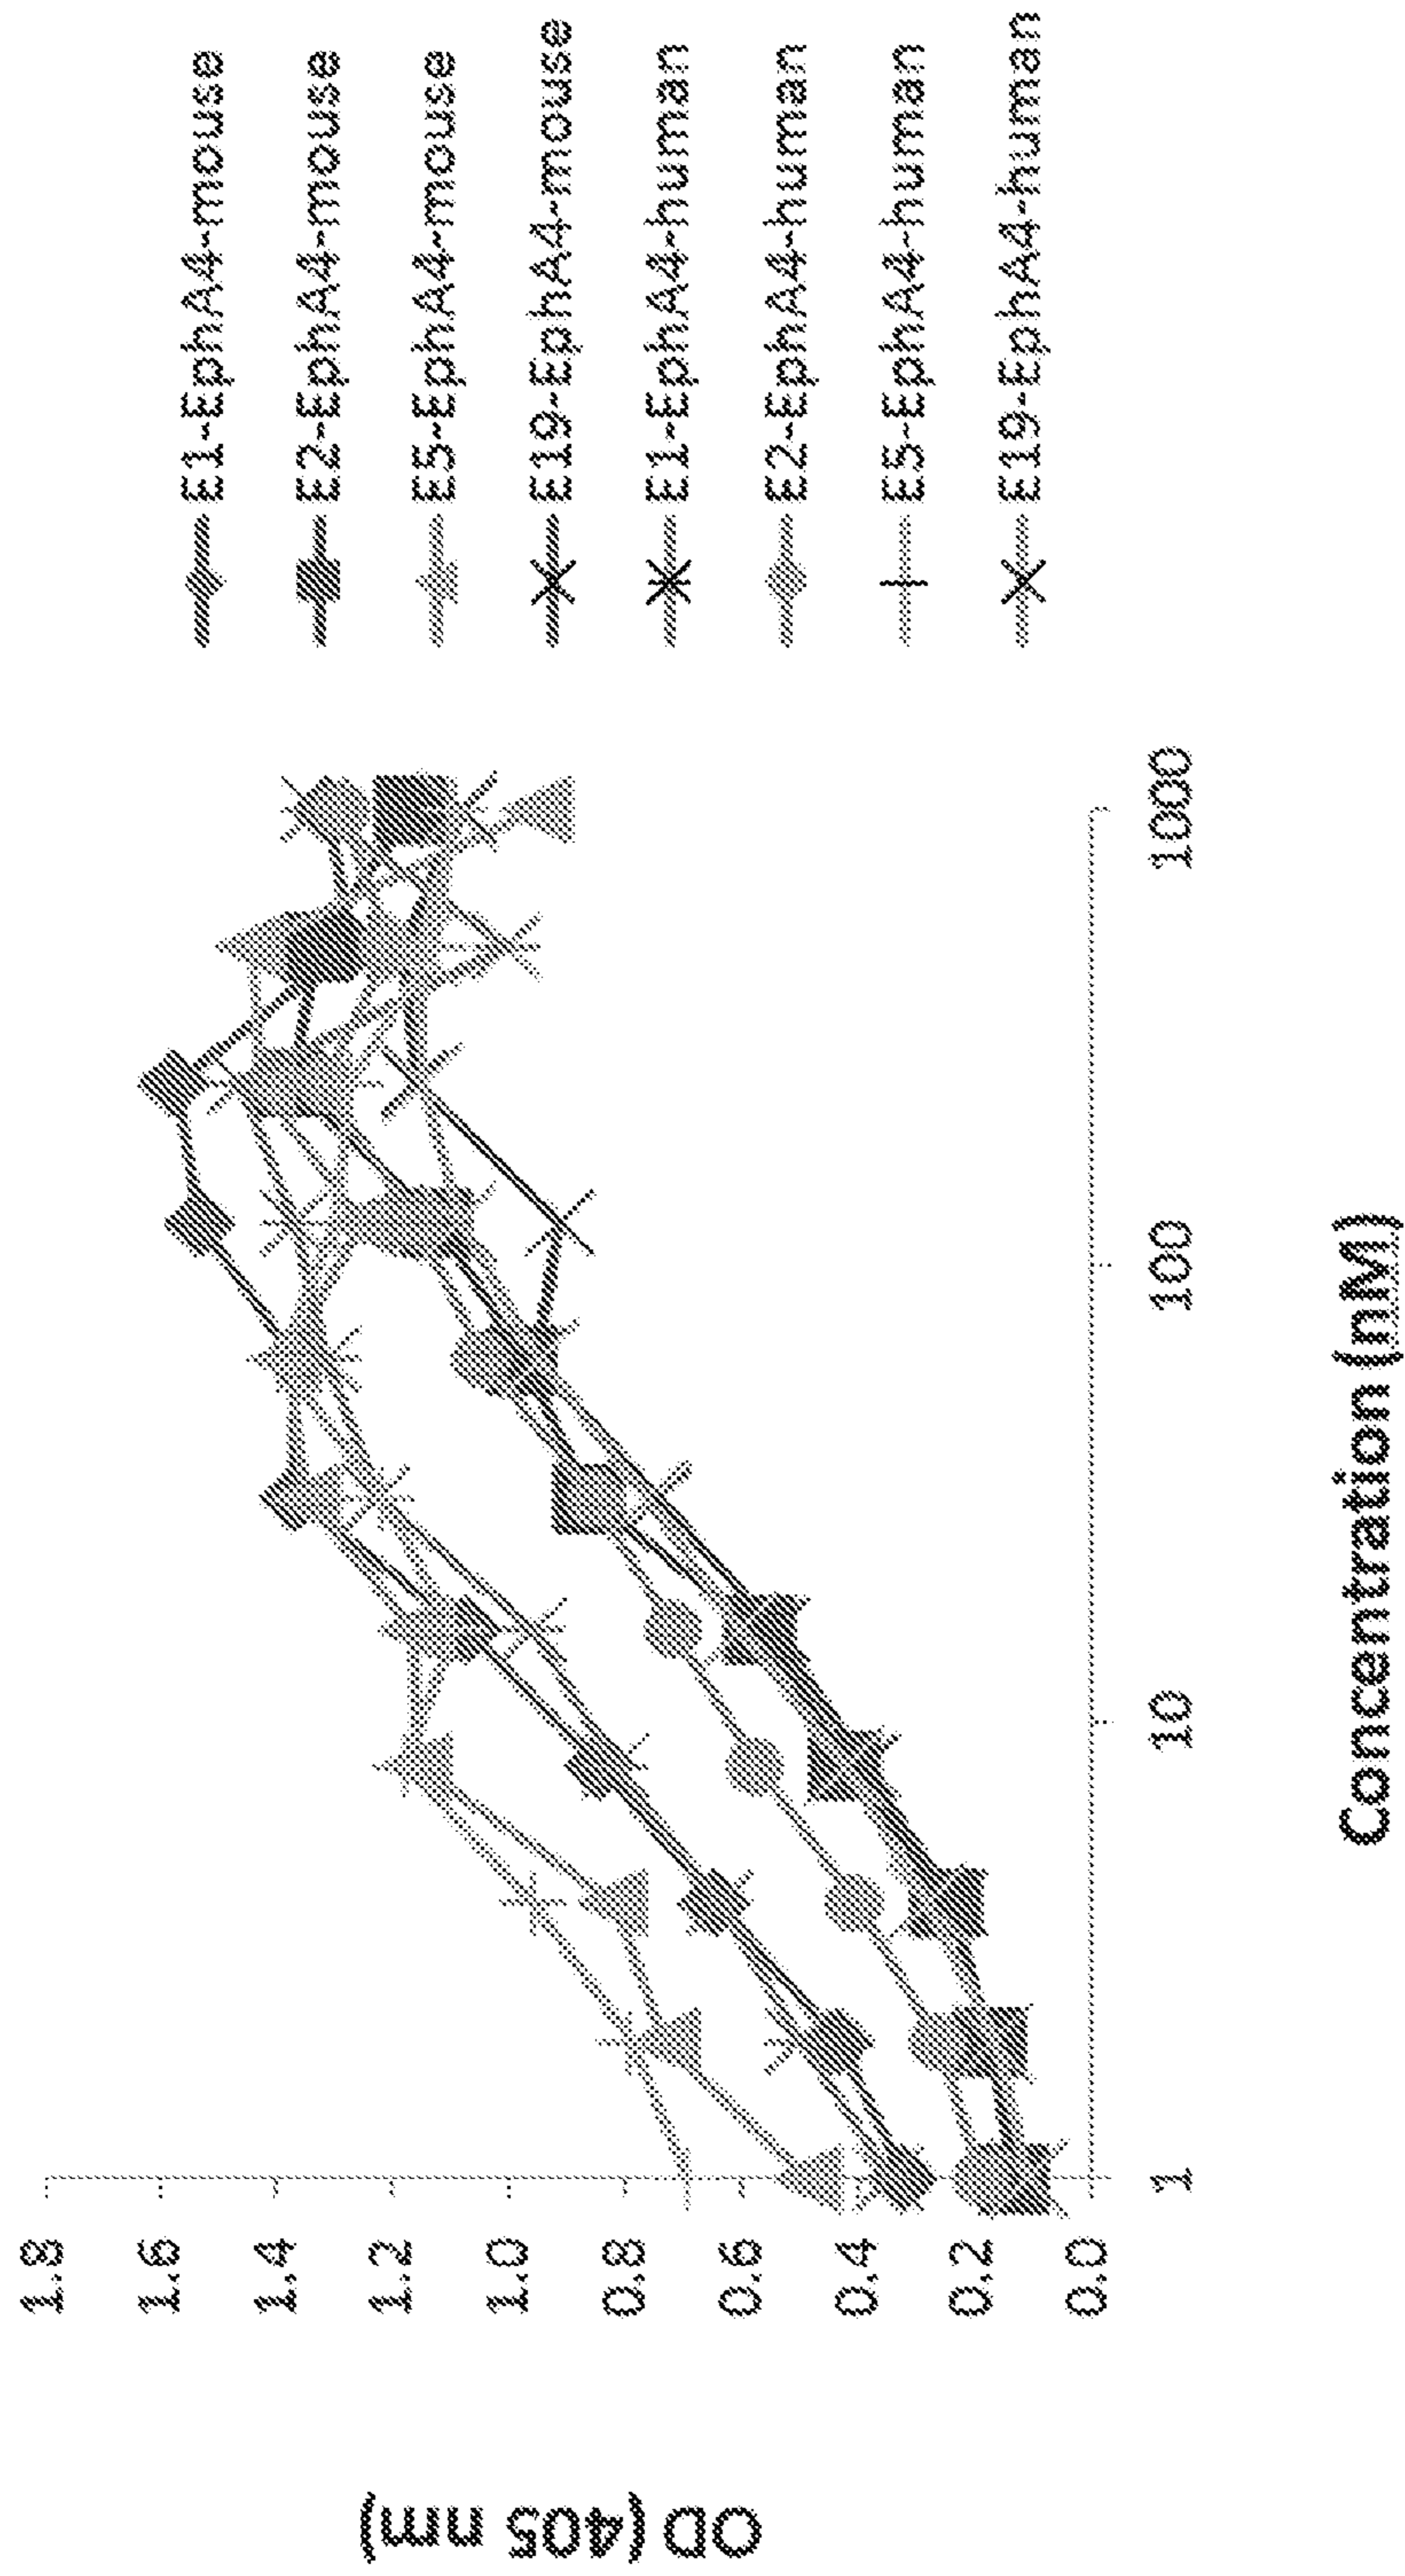 OD (405 nm)
1.8
1.6
1.4
1.2
1.0
0.8
0.6
0.4
0.2
0.0
1
10
100
1000
Concentration (nM)
E1-EphA4-mouse
E2-EphA4-mouse
E5-EphA4-mouse
E19-EphA4-mouse
E1-EphA4-human
E2-EphA4-human
E5-EphA4-human
E19-EphA4-human